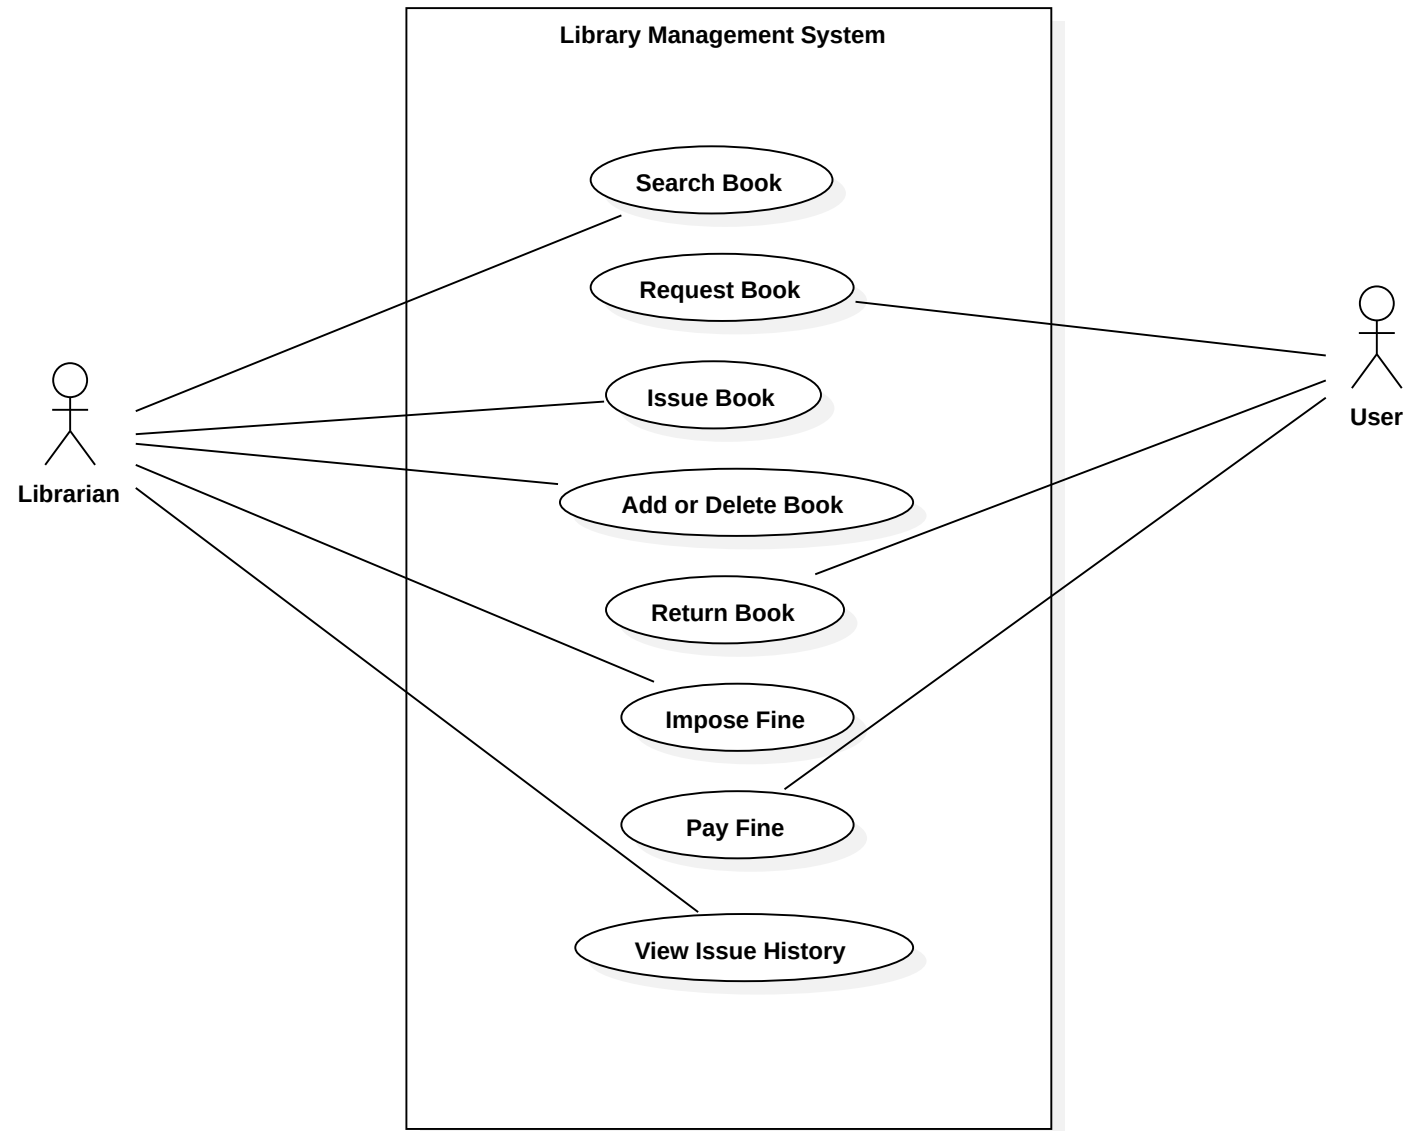 Library Management System
Search Book
Request Book
Issue Book
Add or Delete Book
Return Book
Impose Fine
Pay Fine
View Issue History
Librarian
User